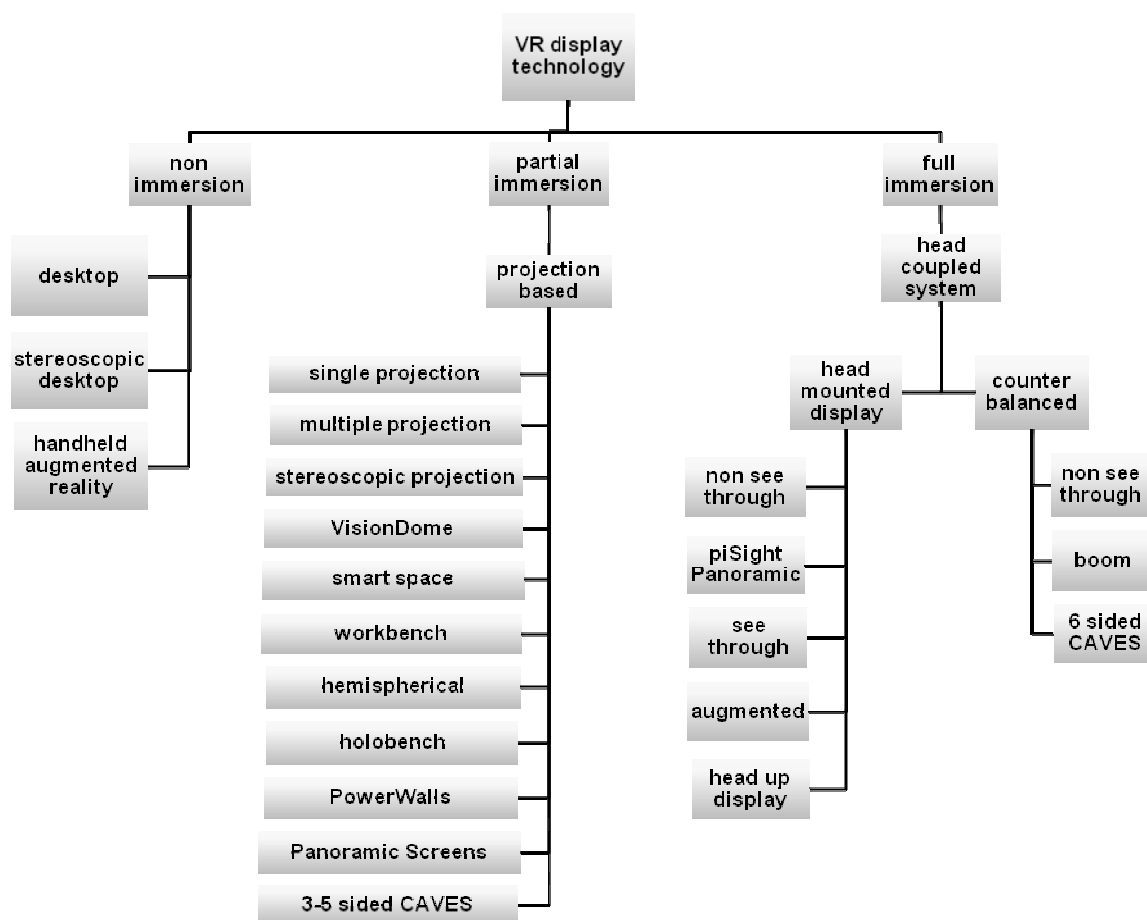 VR display
technology
non
immersion
partial
immersion
full
immersion
desktop
stereoscopic
desktop
handheld
augmented
reality
projection
based
single projection
multiple projection
stereoscopic projection
VisionDome
smart space
workbench
hemispherical
holobench
PowerWalls
Panoramic Screens
3-5 sided CAVES
head
coupled
system
head
mounted
display
non see
through
piSight
Panoramic
see
through
augmented
head up
display
counter
balanced
non see
through
boom
6 sided
CAVES